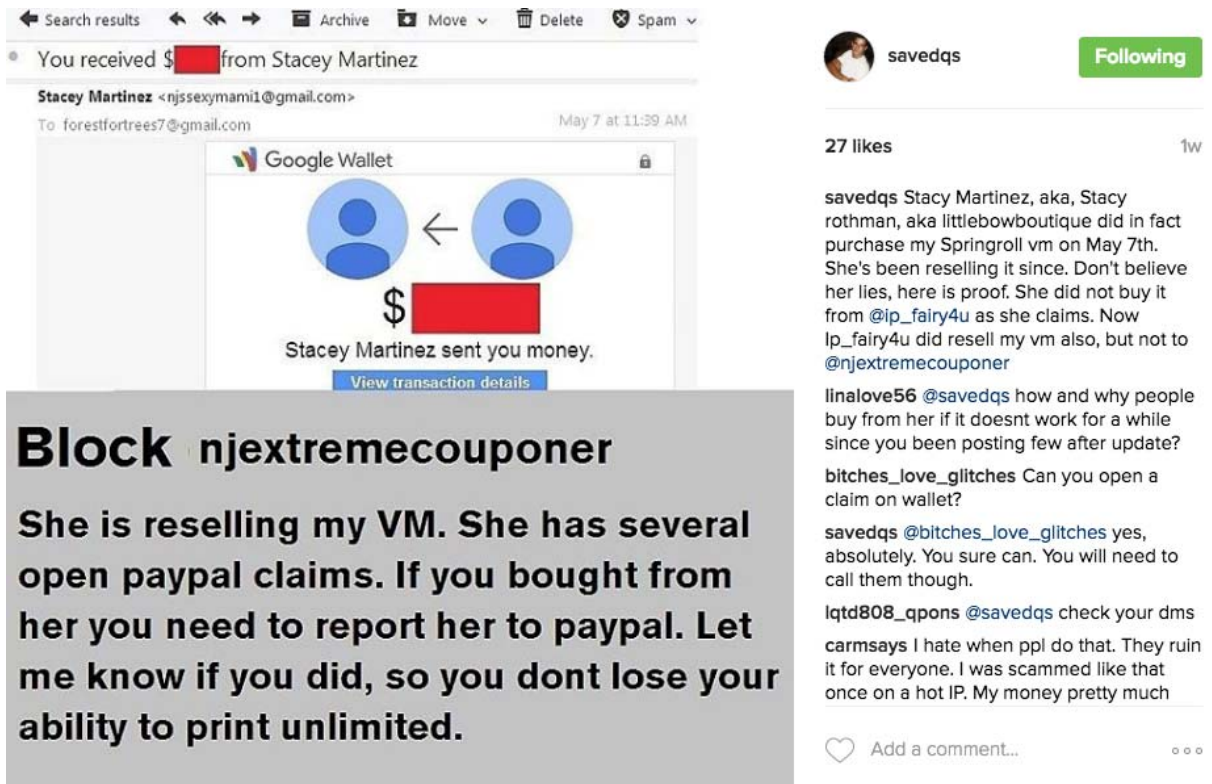 Search results Archive Move Delete Spam
You received $ from Stacey Martinez
Stacey Martinez <njssexymami1@gmail.com>
To forestfortrees7@gmail.com May 7 at 11:39 AM
Google Wallet
$
Stacey Martinez sent you money.
View transaction details
Block njextremecouponer
She is reselling my VM. She has several
open paypal claims. If you bought from
her you need to report her to paypal. Let
me know if you did, so you dont lose your
ability to print unlimited.
savedqs Following
27 likes 1w
savedqs Stacy Martinez, aka, Stacy
rothman, aka littlebowboutique did in fact
purchase my Springroll vm on May 7th.
She's been reselling it since. Don't believe
her lies, here is proof. She did not buy it
from @ip_fairy4u as she claims. Now
Ip_fairy4u did resell my vm also, but not to
@njextremecouponer
linalove56 @savedqs how and why people
buy from her if it doesnt work for a while
since you been posting few after update?
bitches_love_glitches Can you open a
claim on wallet?
savedqs @bitches_love_glitches yes,
absolutely. You sure can. You will need to
call them though.
lqtd808_qpons @savedqs check your dms
carmsays I hate when ppl do that. They ruin
it for everyone. I was scammed like that
once on a hot IP. My money pretty much
Add a comment...